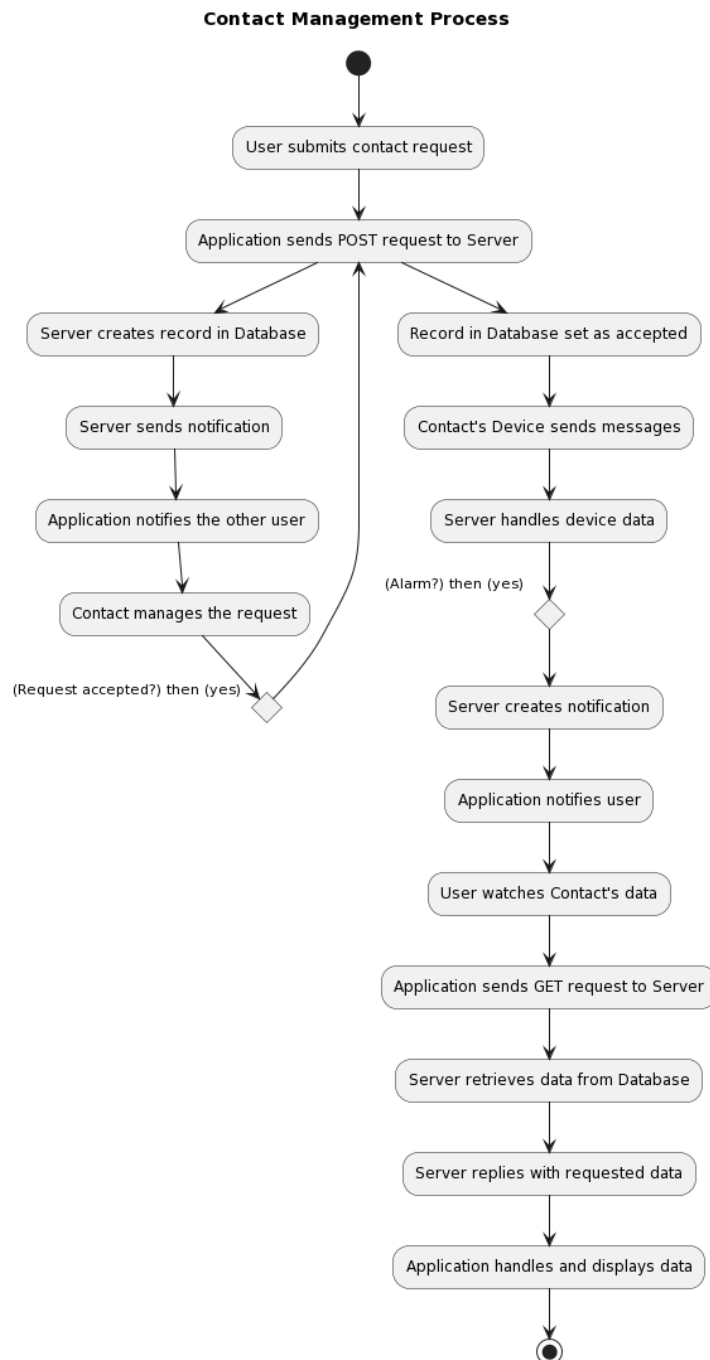 Contact Management Process
User submits contact request
Application sends POST request to Server
Server creates record in Database
Record in Database set as accepted
Server sends notification
Contact's Device sends messages
Application notifies the other user
Server handles device data
(Alarm?) then (yes)
Contact manages the request
(Request accepted?) then (yes)
Server creates notification
Application notifies user
User watches Contact's data
Application sends GET request to Server
Server retrieves data from Database
Server replies with requested data
Application handles and displays data